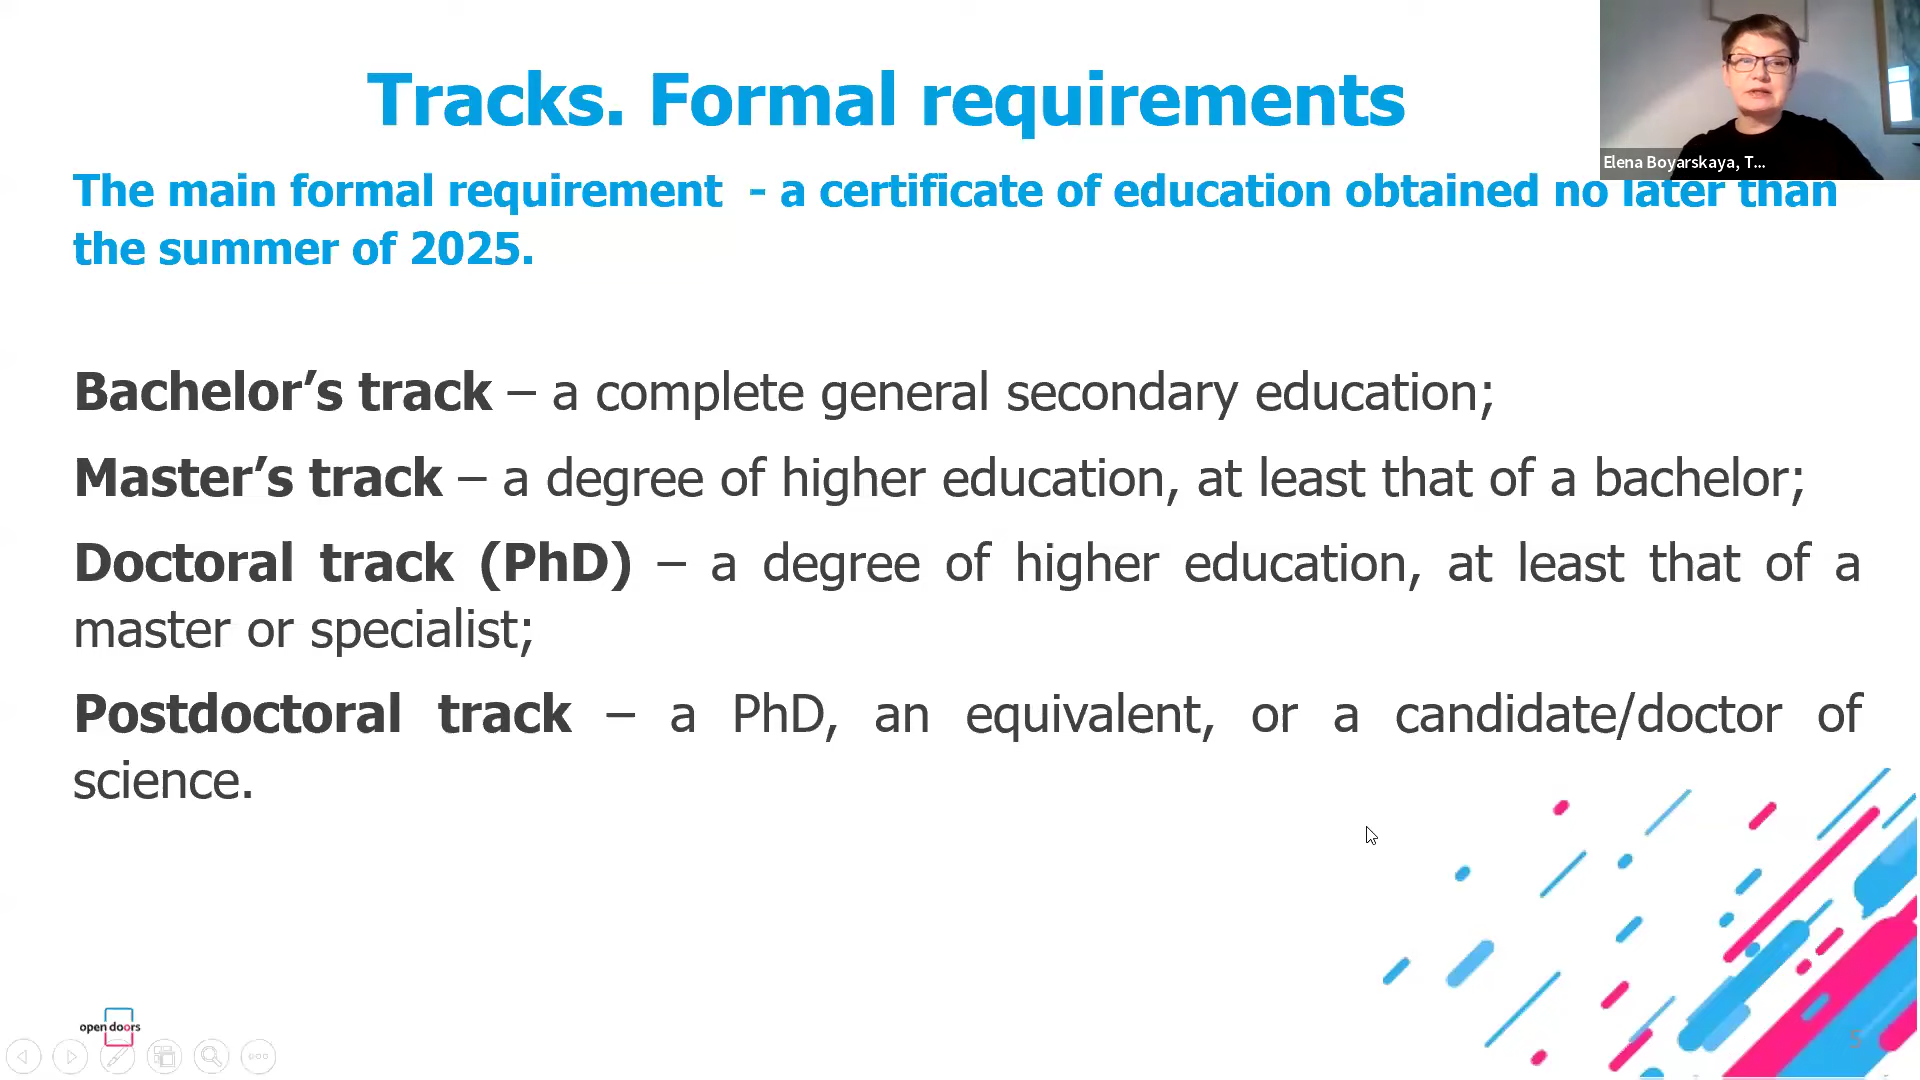 Tracks. Formal requirements
Elena Boyarskaya, T...
The main formal requirement - a certificate of education obtained no later than
the summer of 2025.
Bachelor’s track – a complete general secondary education;
Master’s track – a degree of higher education, at least that of a bachelor;
Doctoral track (PhD) – a degree of higher education, at least that of a
master or specialist;
Postdoctoral track – a PhD, an equivalent, or a candidate/doctor of
science.
open doors
5